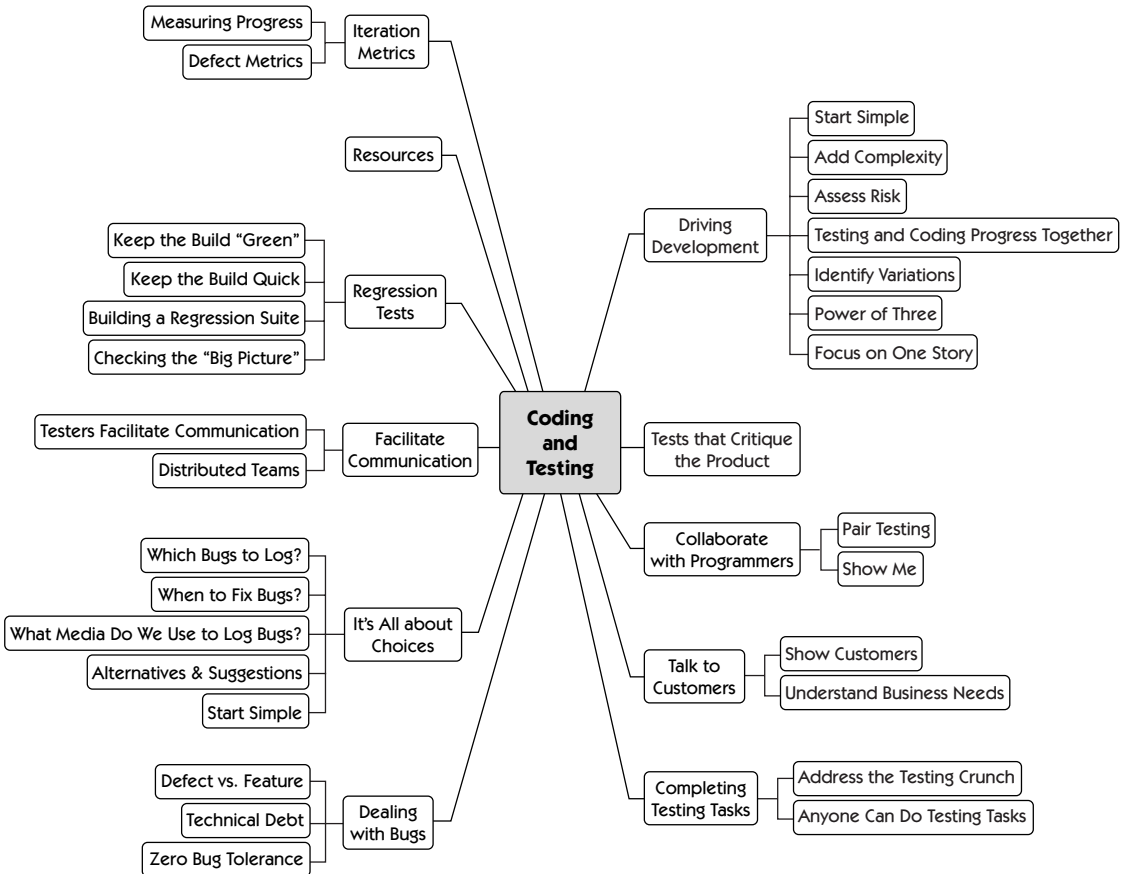 Measuring Progress
Defect Metrics
Iteration
Metrics
Resources
Keep the Build “Green”
Keep the Build Quick
Building a Regression Suite
Checking the “Big Picture”
Regression
Tests
Testers Facilitate Communication
Distributed Teams
Facilitate
Communication
Which Bugs to Log?
When to Fix Bugs?
What Media Do We Use to Log Bugs?
Alternatives & Suggestions
Start Simple
It’s All about
Choices
Defect vs. Feature
Technical Debt
Zero Bug Tolerance
Dealing
with Bugs
Coding
and
Testing
Driving
Development
Start Simple
Add Complexity
Assess Risk
Testing and Coding Progress Together
Identify Variations
Power of Three
Focus on One Story
Tests that Critique
the Product
Collaborate
with Programmers
Pair Testing
Show Me
Talk to
Customers
Show Customers
Understand Business Needs
Completing
Testing Tasks
Address the Testing Crunch
Anyone Can Do Testing Tasks